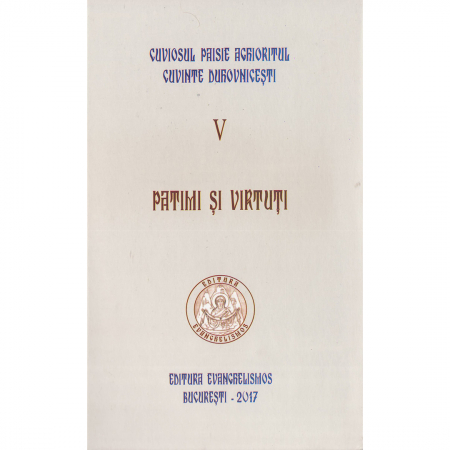 CUVIOSUL PAISIE AGHIORITUL
CUVINTE DUHOVNICEȘTI
V
PATIMI ȘI VIRTUȚI
EDITURA
EVANGHELISMOS
EDITURA EVANGHELISMOS
BUCUREȘTI - 2017